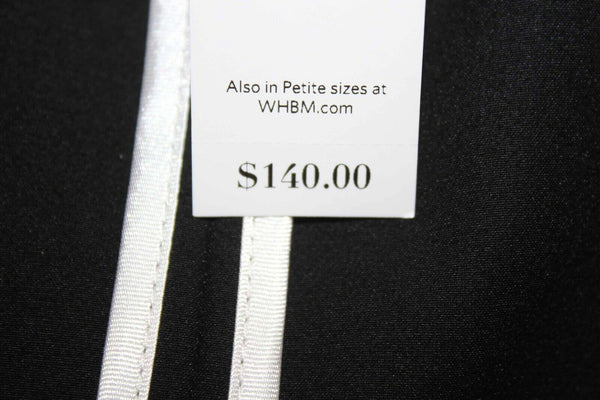 Also in Petite sizes at
WHBM.com
$140.00